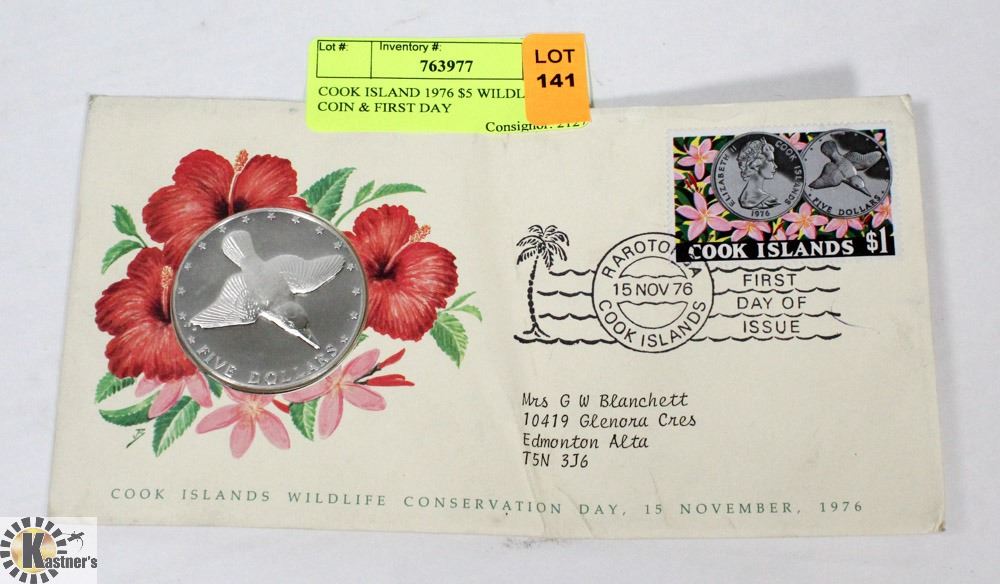 Lot #: Inventory #:
763977
LOT
141
COOK ISLAND 1976 $5 WILDL
COIN & FIRST DAY
Consignor: 2127
ELIZABETH II COOK ISLANDS
1976
FIVE DOLLARS
COOK ISLANDS $1
RAROTONGA
15 NOV 76
COOK ISLANDS
FIRST
DAY OF
ISSUE
FIVE DOLLARS
Mrs G W Blanchett
10419 Glenora Cres
Edmonton Alta
T5N 3J6
COOK ISLANDS WILDLIFE CONSERVATION DAY, 15 NOVEMBER, 1976
Kastner's